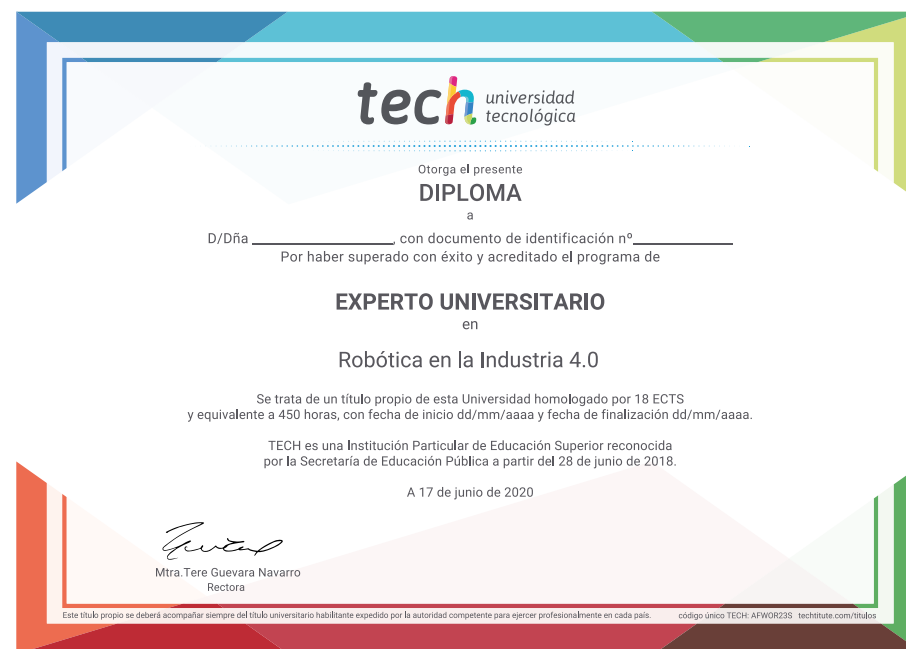 tech universidad
tecnológica
Otorga el presente
DIPLOMA
a
D/Dña ____________________, con documento de identificación nº______________
Por haber superado con éxito y acreditado el programa de
EXPERTO UNIVERSITARIO
en
Robótica en la Industria 4.0
Se trata de un título propio de esta Universidad homologado por 18 ECTS
y equivalente a 450 horas, con fecha de inicio dd/mm/aaaa y fecha de finalización dd/mm/aaaa.
TECH es una Institución Particular de Educación Superior reconocida
por la Secretaría de Educación Pública a partir del 28 de junio de 2018.
A 17 de junio de 2020
Mtra.Tere Guevara Navarro
Rectora
Este título propio se deberá acompañar siempre del título universitario habilitante expedido por la autoridad competente para ejercer profesionalmente en cada país. código único TECH: AFWOR23S techtitute.com/titulos